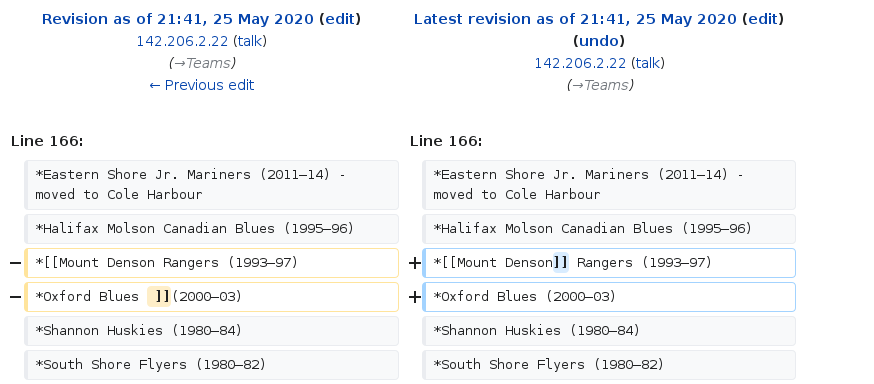 Revision as of 21:41, 25 May 2020 (edit)
142.206.2.22 (talk)
(→Teams)
← Previous edit
Latest revision as of 21:41, 25 May 2020 (edit)
(undo)
142.206.2.22 (talk)
(→Teams)
Line 166:
*Eastern Shore Jr. Mariners (2011–14) -
moved to Cole Harbour
*Halifax Molson Canadian Blues (1995–96)
− *[[Mount Denson Rangers (1993–97)
− *Oxford Blues ]](2000–03)
*Shannon Huskies (1980–84)
*South Shore Flyers (1980–82)
Line 166:
*Eastern Shore Jr. Mariners (2011–14) -
moved to Cole Harbour
*Halifax Molson Canadian Blues (1995–96)
+ *[[Mount Denson]] Rangers (1993–97)
+ *Oxford Blues (2000–03)
*Shannon Huskies (1980–84)
*South Shore Flyers (1980–82)